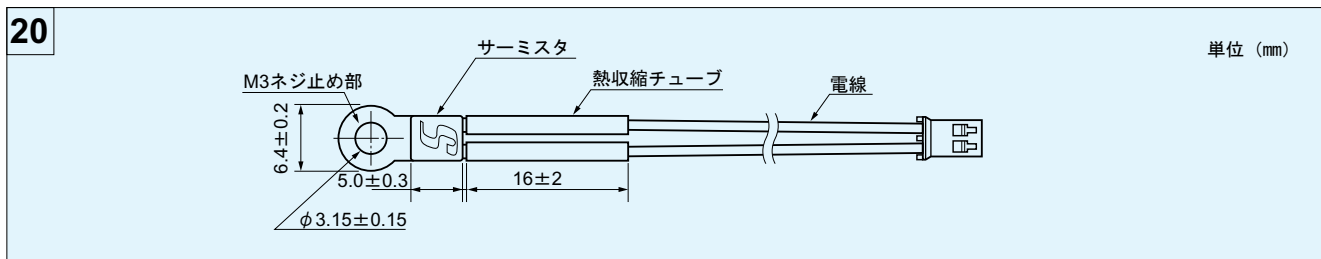 20
サーミスタ
単位（㎜）
M3ネジ止め部
熱収縮チューブ
電線
6.4±0.2
5.0±0.3
16±2
φ3.15±0.15